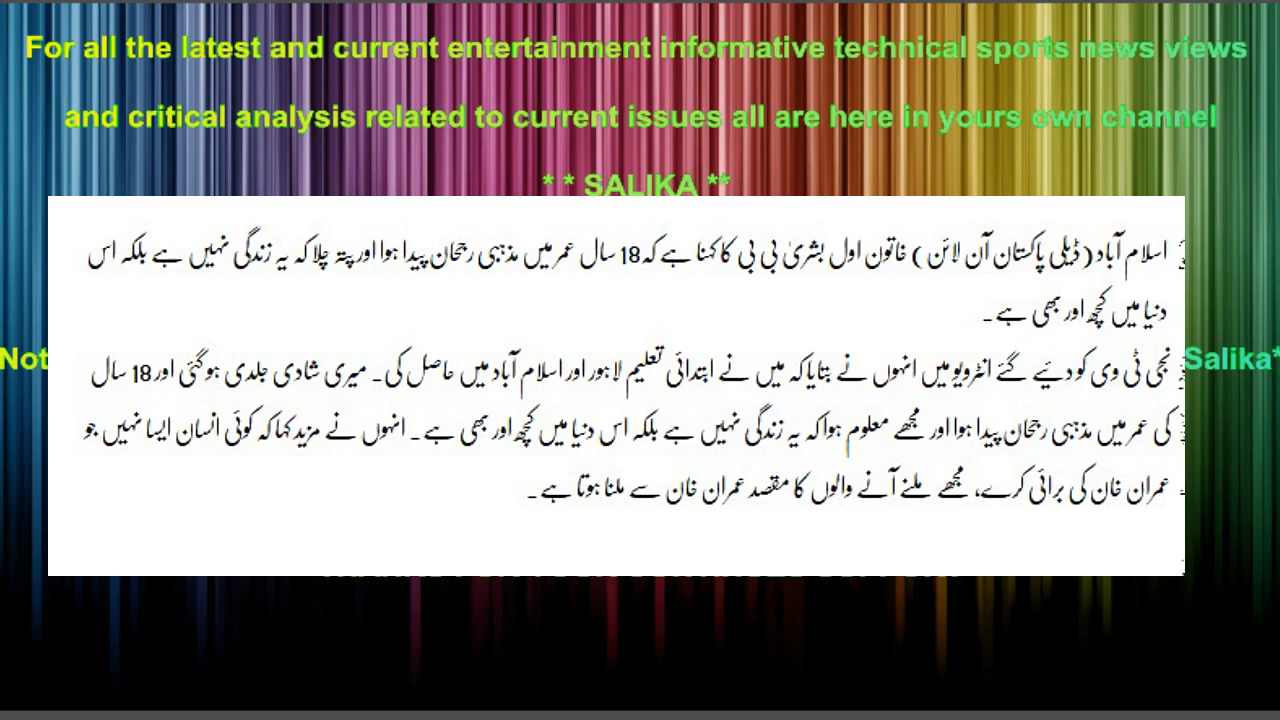 For all the latest and current entertainment informative technical sports news views
and critical analysis related to current issues all are here in yours own channel
* * SALIKA **
اسلام آباد (ڈیلی پاکستان آن لائن) خاتون اول بشریٰ بی بی کا کہنا ہے کہ 18 سال عمر میں مذہبی رجحان پیدا ہوا اور پتہ چلا کہ یہ زندگی نہیں ہے بلکہ اس
دنیا میں کچھ اور بھی ہے۔
Not
نجی ٹی وی کو دیئے گئے انٹرویو میں انہوں نے بتایا کہ میں نے ابتدائی تعلیم لاہور اور اسلام آباد میں حاصل کی۔ میری شادی جلدی ہو گئی اور 18 سال
Salika*
کی عمر میں مذہبی رجحان پیدا ہوا اور مجھے معلوم ہوا کہ یہ زندگی نہیں ہے بلکہ اس دنیا میں کچھ اور بھی ہے۔ انہوں نے مزید کہا کہ کوئی انسان ایسا نہیں جو
عمران خان کی برائی کرے، مجھے ملنے آنے والوں کا مقصد عمران خان سے ملنا ہوتا ہے۔